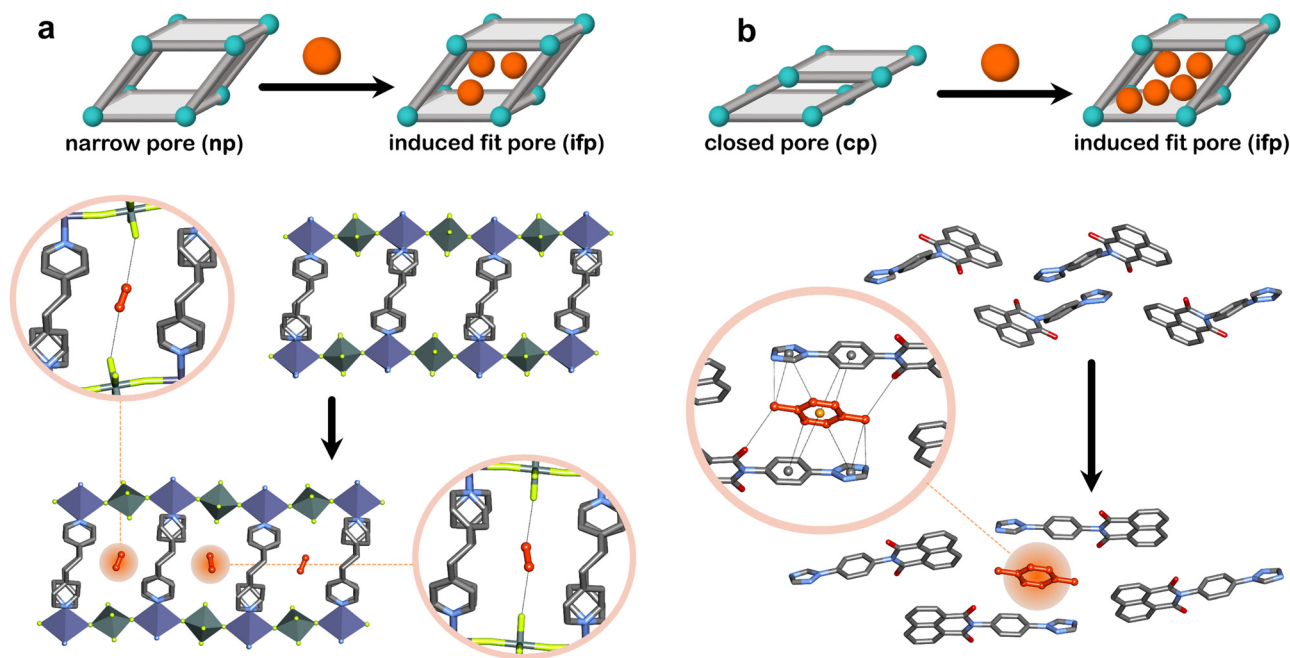 a
narrow pore (np)
induced fit pore (ifp)
b
closed pore (cp)
induced fit pore (ifp)